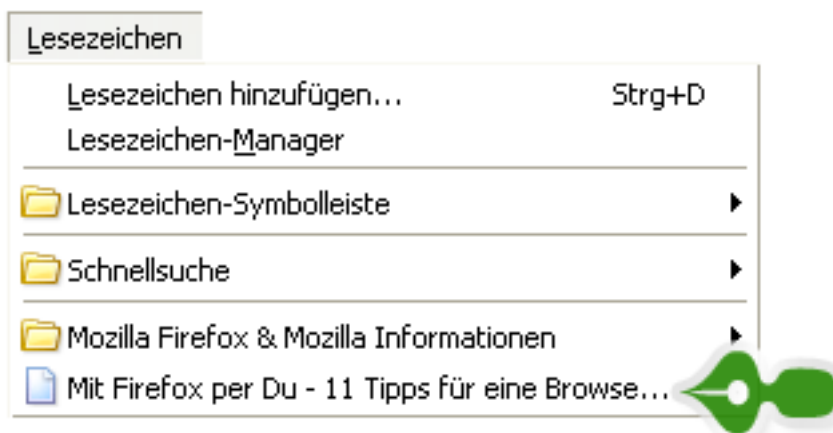 Lesezeichen
Lesezeichen hinzufügen... Strg+D
Lesezeichen-Manager
Lesezeichen-Symbolleiste
Schnellsuche
Mozilla Firefox & Mozilla Informationen
Mit Firefox per Du - 11 Tipps für eine Browse...